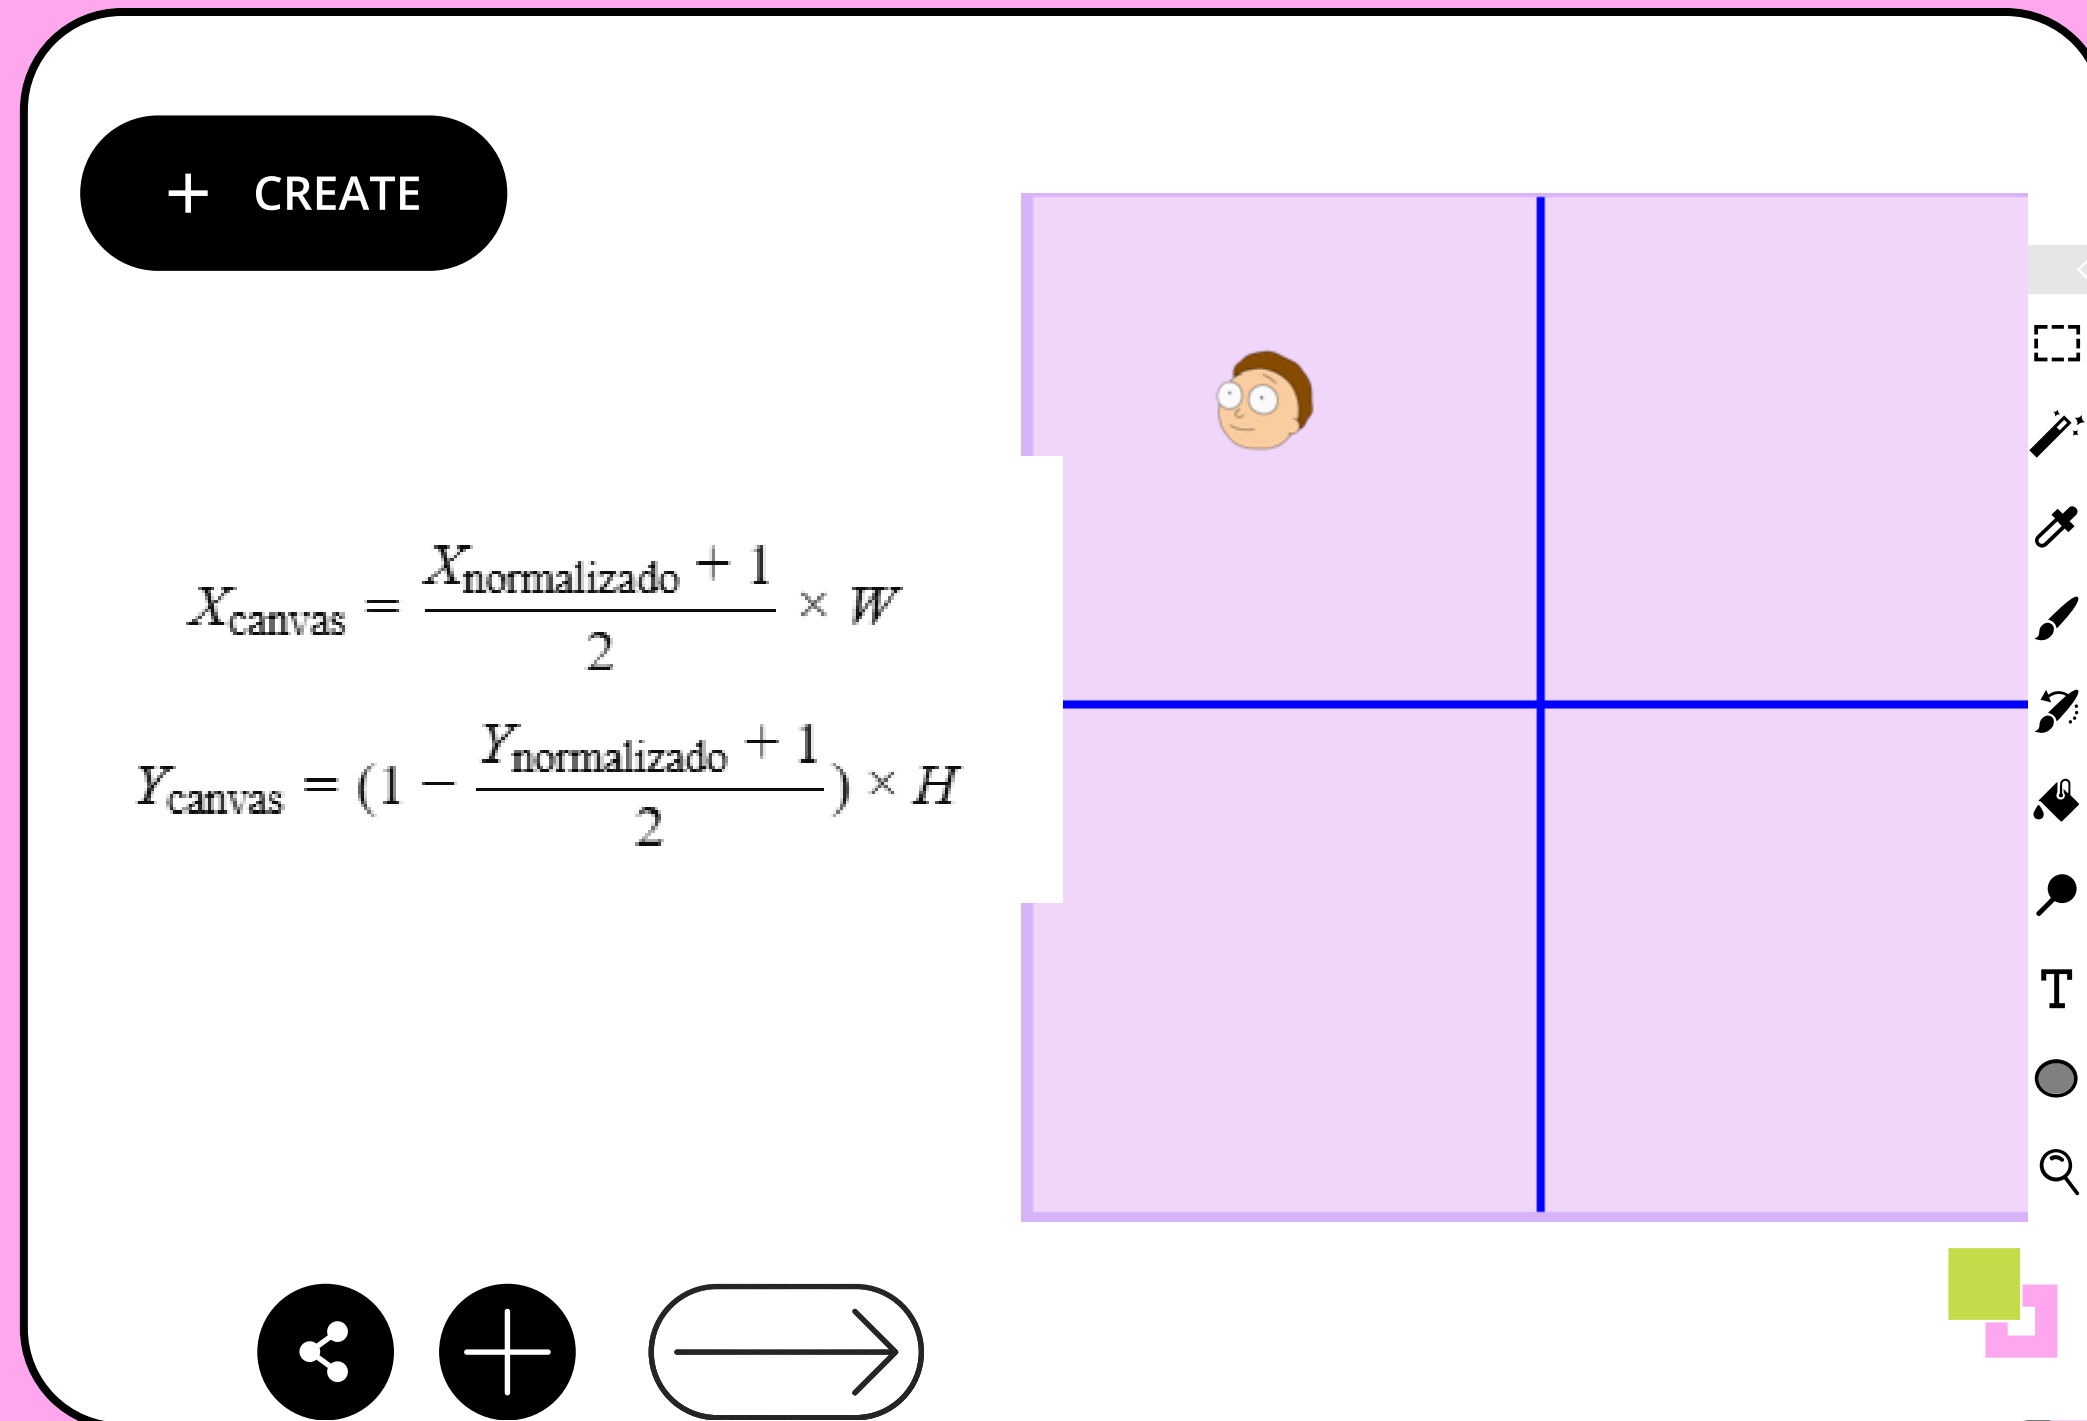 + CREATE
X_canvas = (X_normalizado + 1) / 2 × W
Y_canvas = (1 − (Y_normalizado + 1) / 2) × H
T